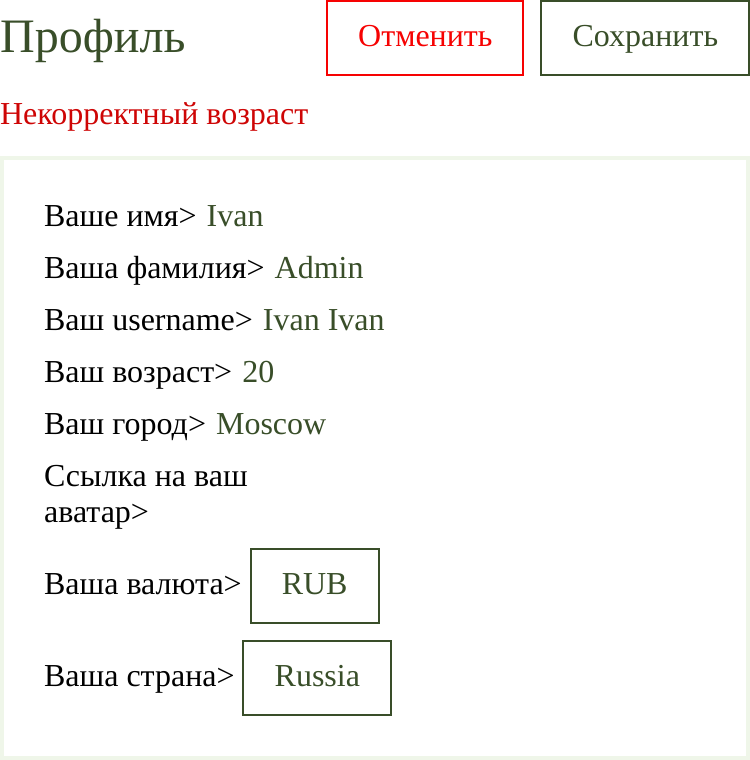 Профиль Отменить Сохранить
Некорректный возраст
Ваше имя> Ivan
Ваша фамилия> Admin
Ваш username> Ivan Ivan
Ваш возраст> 20
Ваш город> Moscow
Ссылка на ваш
аватар>
Ваша валюта> RUB
Ваша страна> Russia